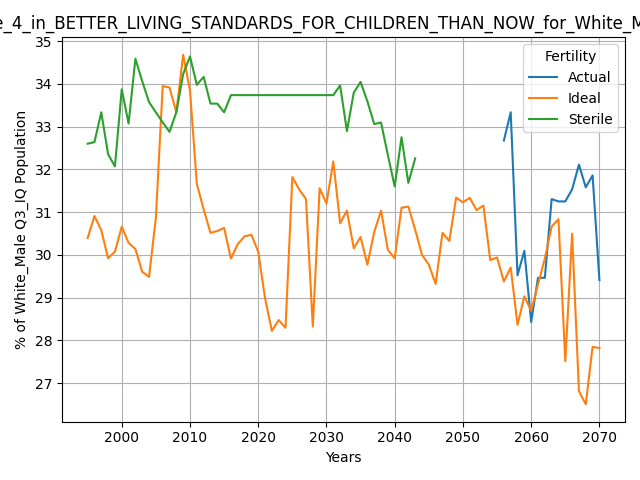 e_4_in_BETTER_LIVING_STANDARDS_FOR_CHILDREN_THAN_NOW_for_White_M
35
34
33
32
31
30
29
28
27
% of White_Male Q3_IQ Population
Fertility
Actual
Ideal
Sterile
2000 2010 2020 2030 2040 2050 2060 2070
Years